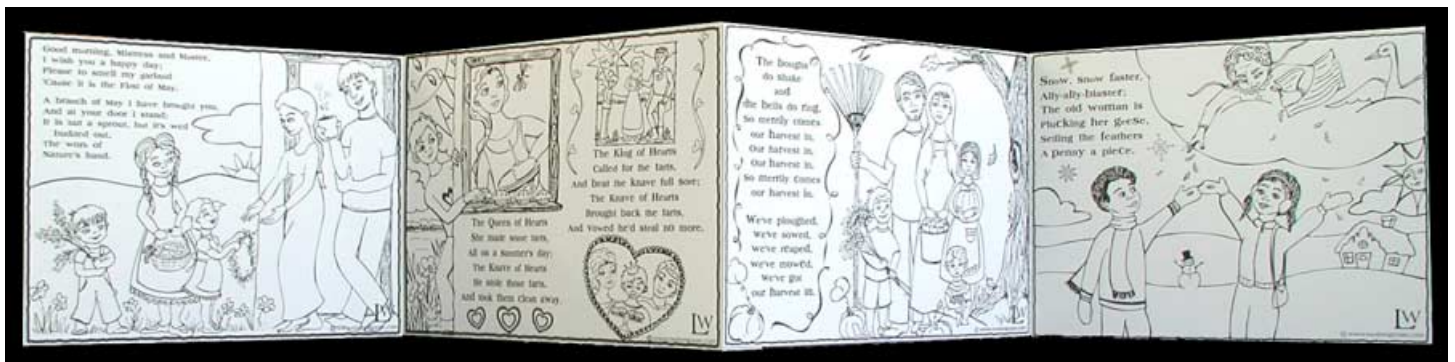 Good morning, Mistress and Master,
I wish you a happy day;
Please to smell my garland
'Cause it is the First of May.
A branch of May I have brought you,
And at your door I stand;
It is but a sprout, but it's well
budded out,
The work of
Nature's hand.
LW
The Queen of Hearts
She made some tarts,
All on a summer's day;
The Knave of Hearts
He stole those tarts,
And took them clean away.
The King of Hearts
Called for the tarts,
And beat the knave full sore;
The Knave of Hearts
Brought back the tarts,
And vowed he'd steal no more.
LW
The boughs
do shake
and
the bells do ring,
So merrily comes
our harvest in,
Our harvest in,
Our harvest in,
So merrily comes
our harvest in.
We've ploughed,
we've sowed,
we've reaped,
we've mowed,
We've got
our harvest in.
LW
Snow, snow faster,
Ally-ally-blaster;
The old woman is
Plucking her geese,
Selling the feathers
A penny a piece.
LW